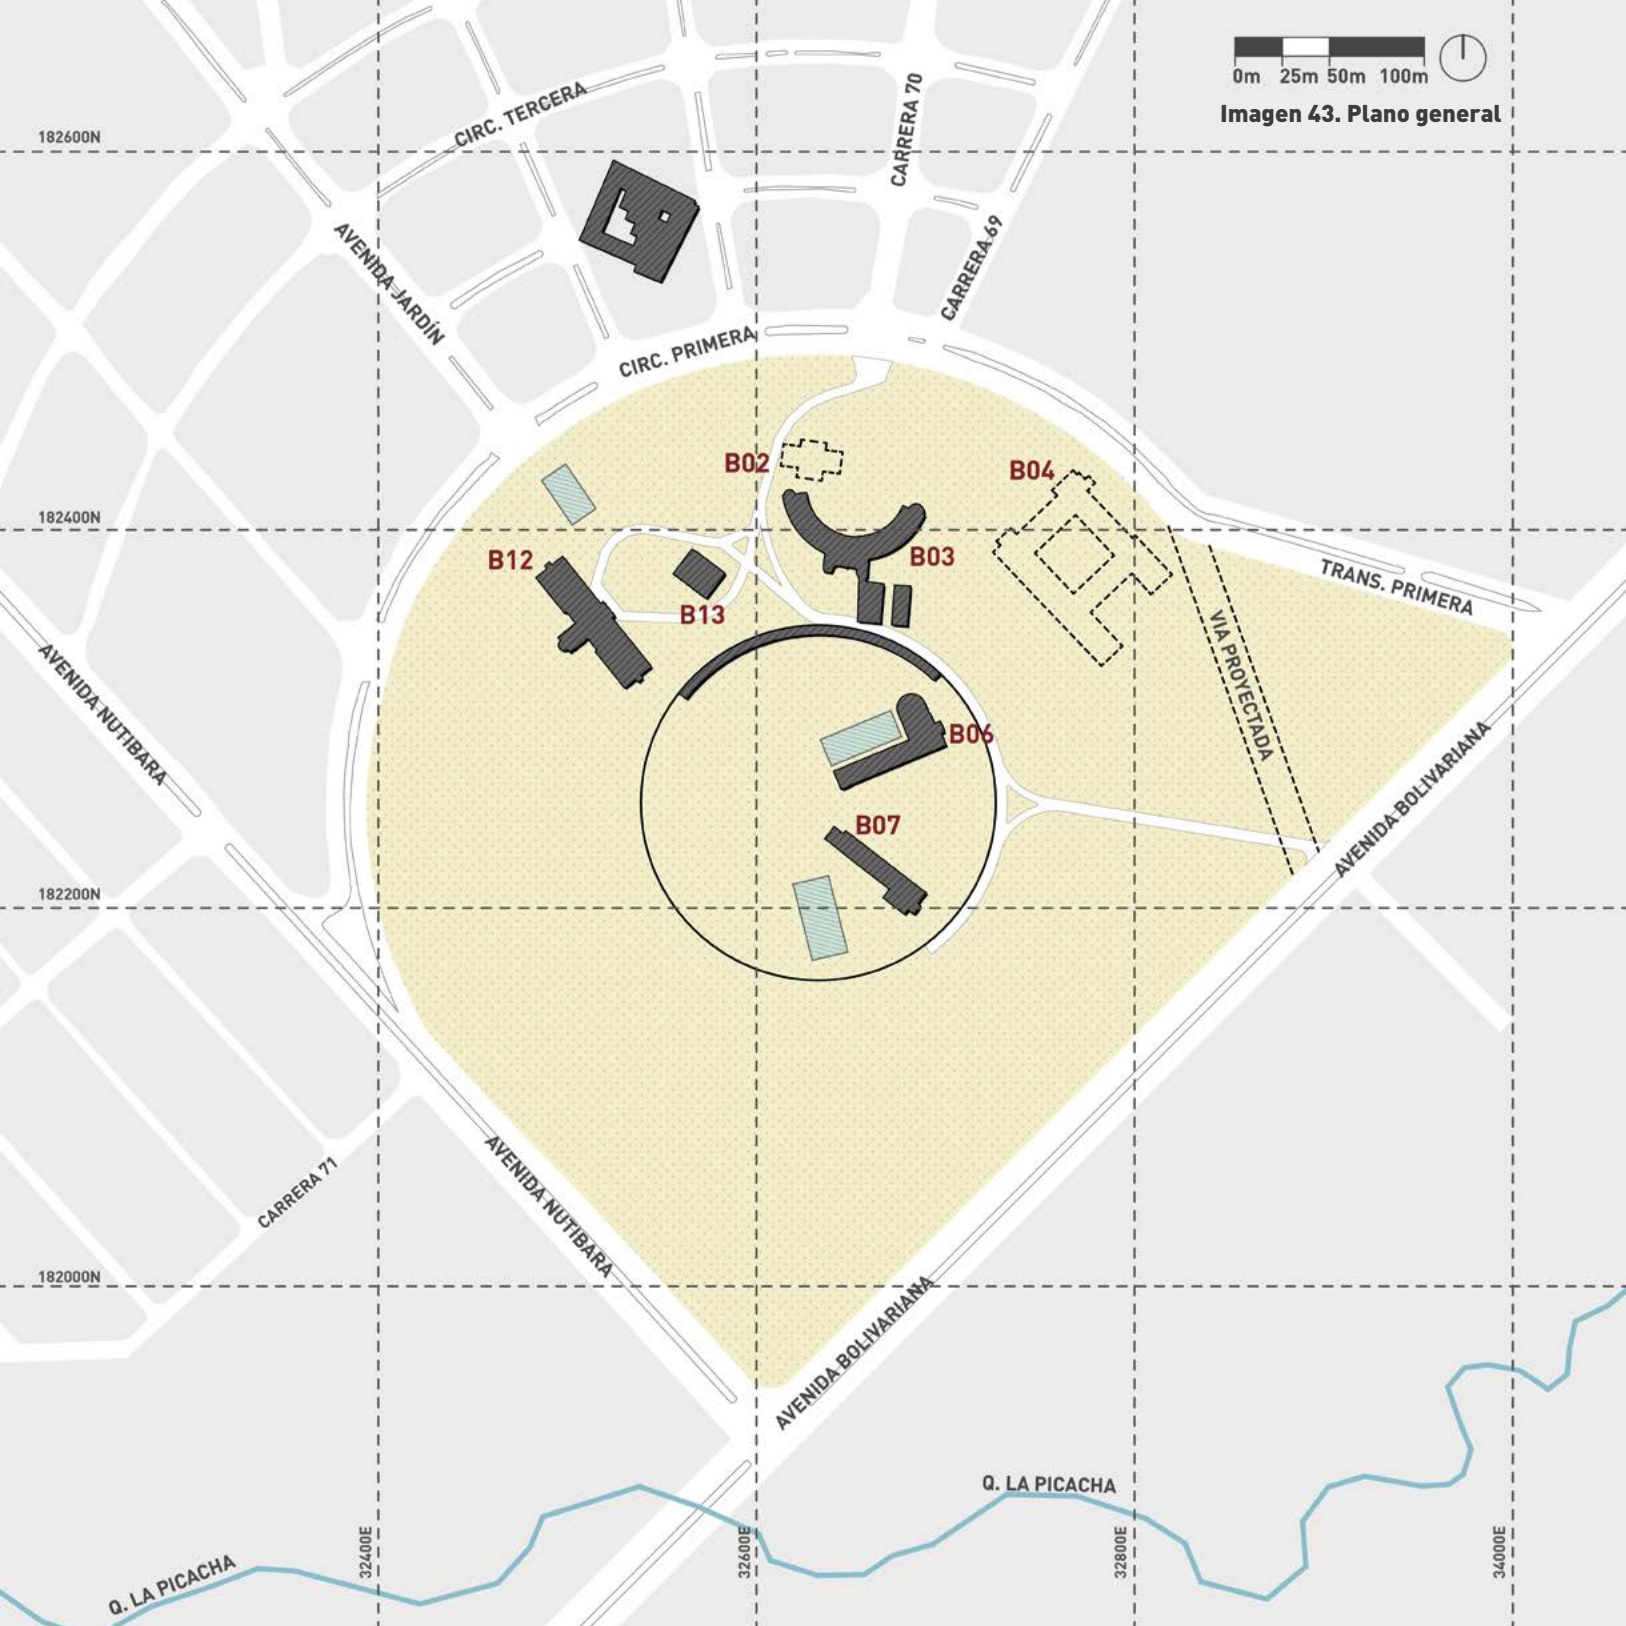 0m 25m 50m 100m
Imagen 43. Plano general
182600N
CIRC. TERCERA
CARRERA 70
AVENIDA JARDÍN
CARRERA 69
CIRC. PRIMERA
B02
B04
182400N
B12
B03
TRANS. PRIMERA
B13
VIA PROYECTADA
AVENIDA NUTIBARA
B06
AVENIDA BOLIVARIANA
B07
182200N
CARRERA 71
AVENIDA NUTIBARA
182000N
AVENIDA BOLIVARIANA
Q. LA PICACHA
32400E
32600E
32800E
34000E
Q. LA PICACHA